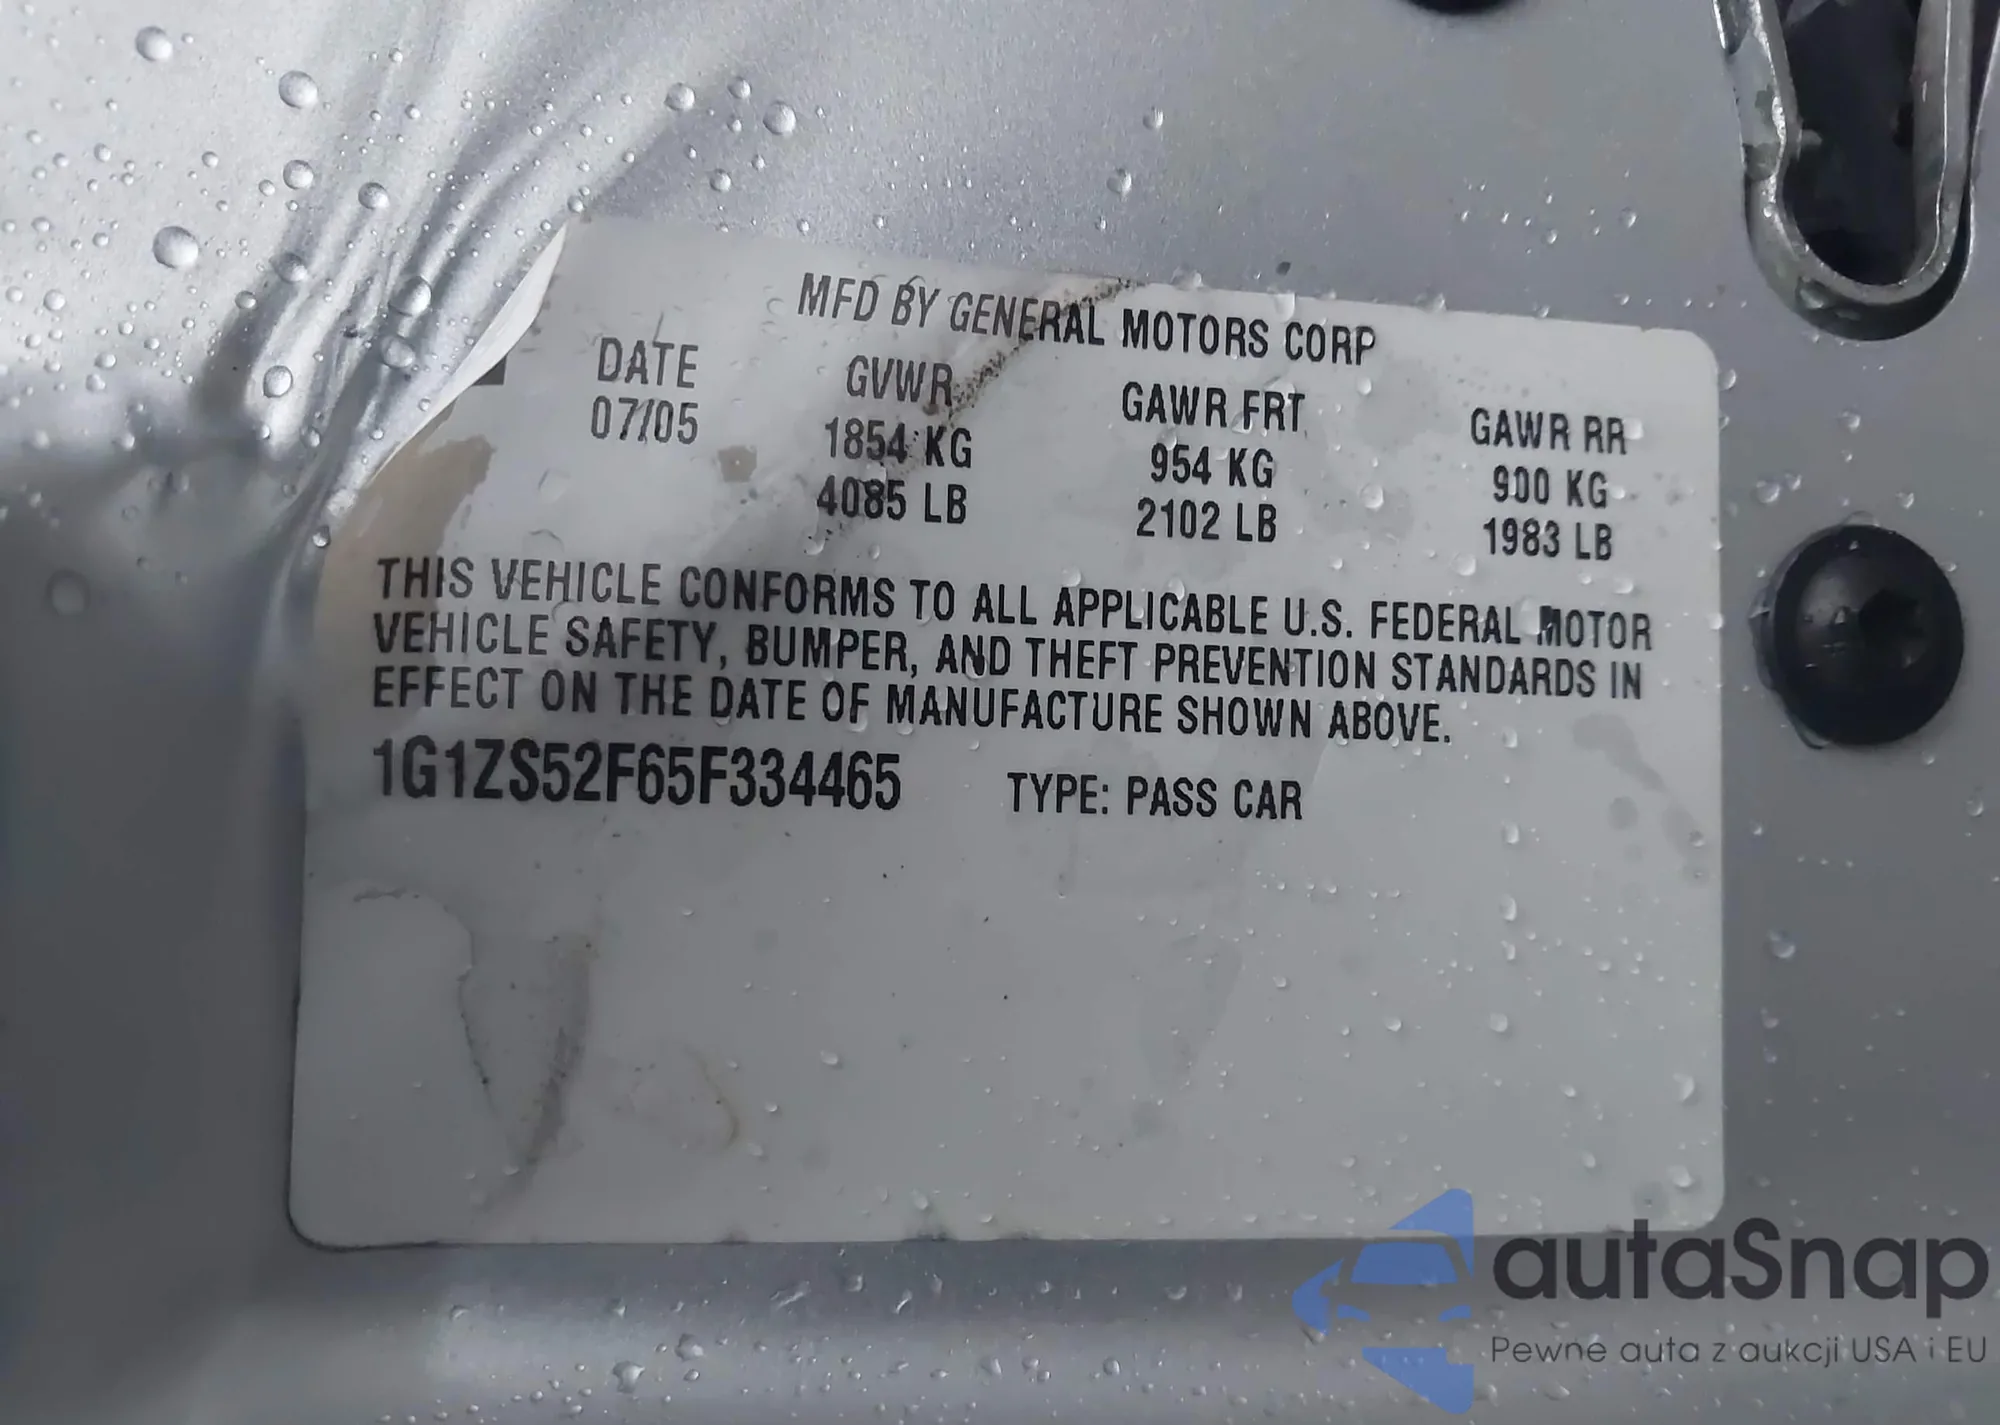 MFD BY GENERAL MOTORS CORP
DATE GVWR GAWR FRT GAWR RR
07/05 1854 KG 954 KG 900 KG
4085 LB 2102 LB 1983 LB
THIS VEHICLE CONFORMS TO ALL APPLICABLE U.S. FEDERAL MOTOR
VEHICLE SAFETY, BUMPER, AND THEFT PREVENTION STANDARDS IN
EFFECT ON THE DATE OF MANUFACTURE SHOWN ABOVE.
1G1ZS52F65F334465 TYPE: PASS CAR
autaSnap
Pewne auta z aukcji USA i EU